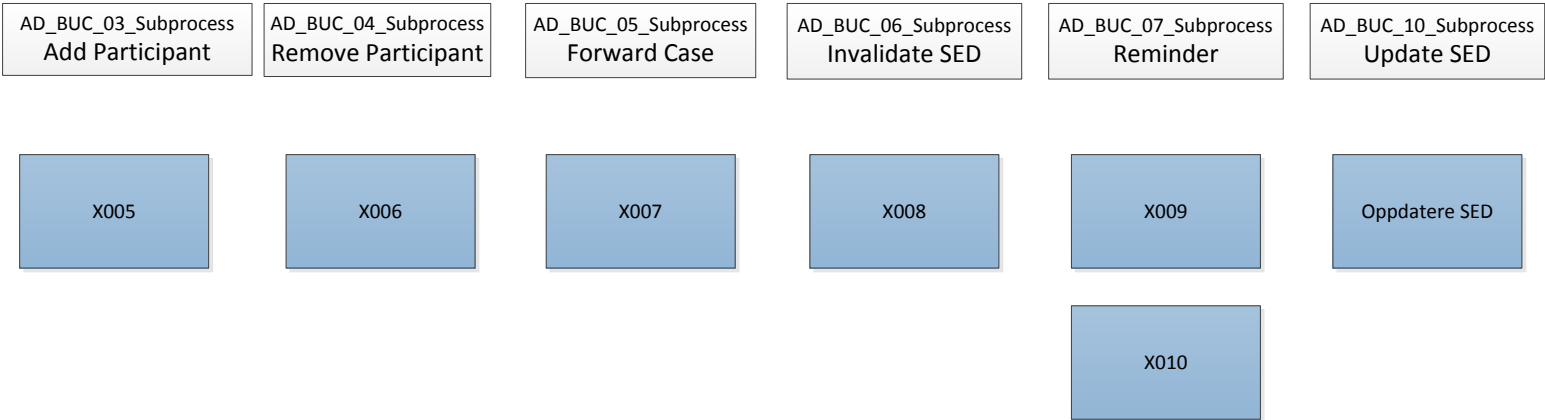 AD_BUC_03_Subprocess
Add Participant
AD_BUC_04_Subprocess
Remove Participant
AD_BUC_05_Subprocess
Forward Case
AD_BUC_06_Subprocess
Invalidate SED
AD_BUC_07_Subprocess
Reminder
AD_BUC_10_Subprocess
Update SED
X005
X006
X007
X008
X009
Oppdatere SED
X010